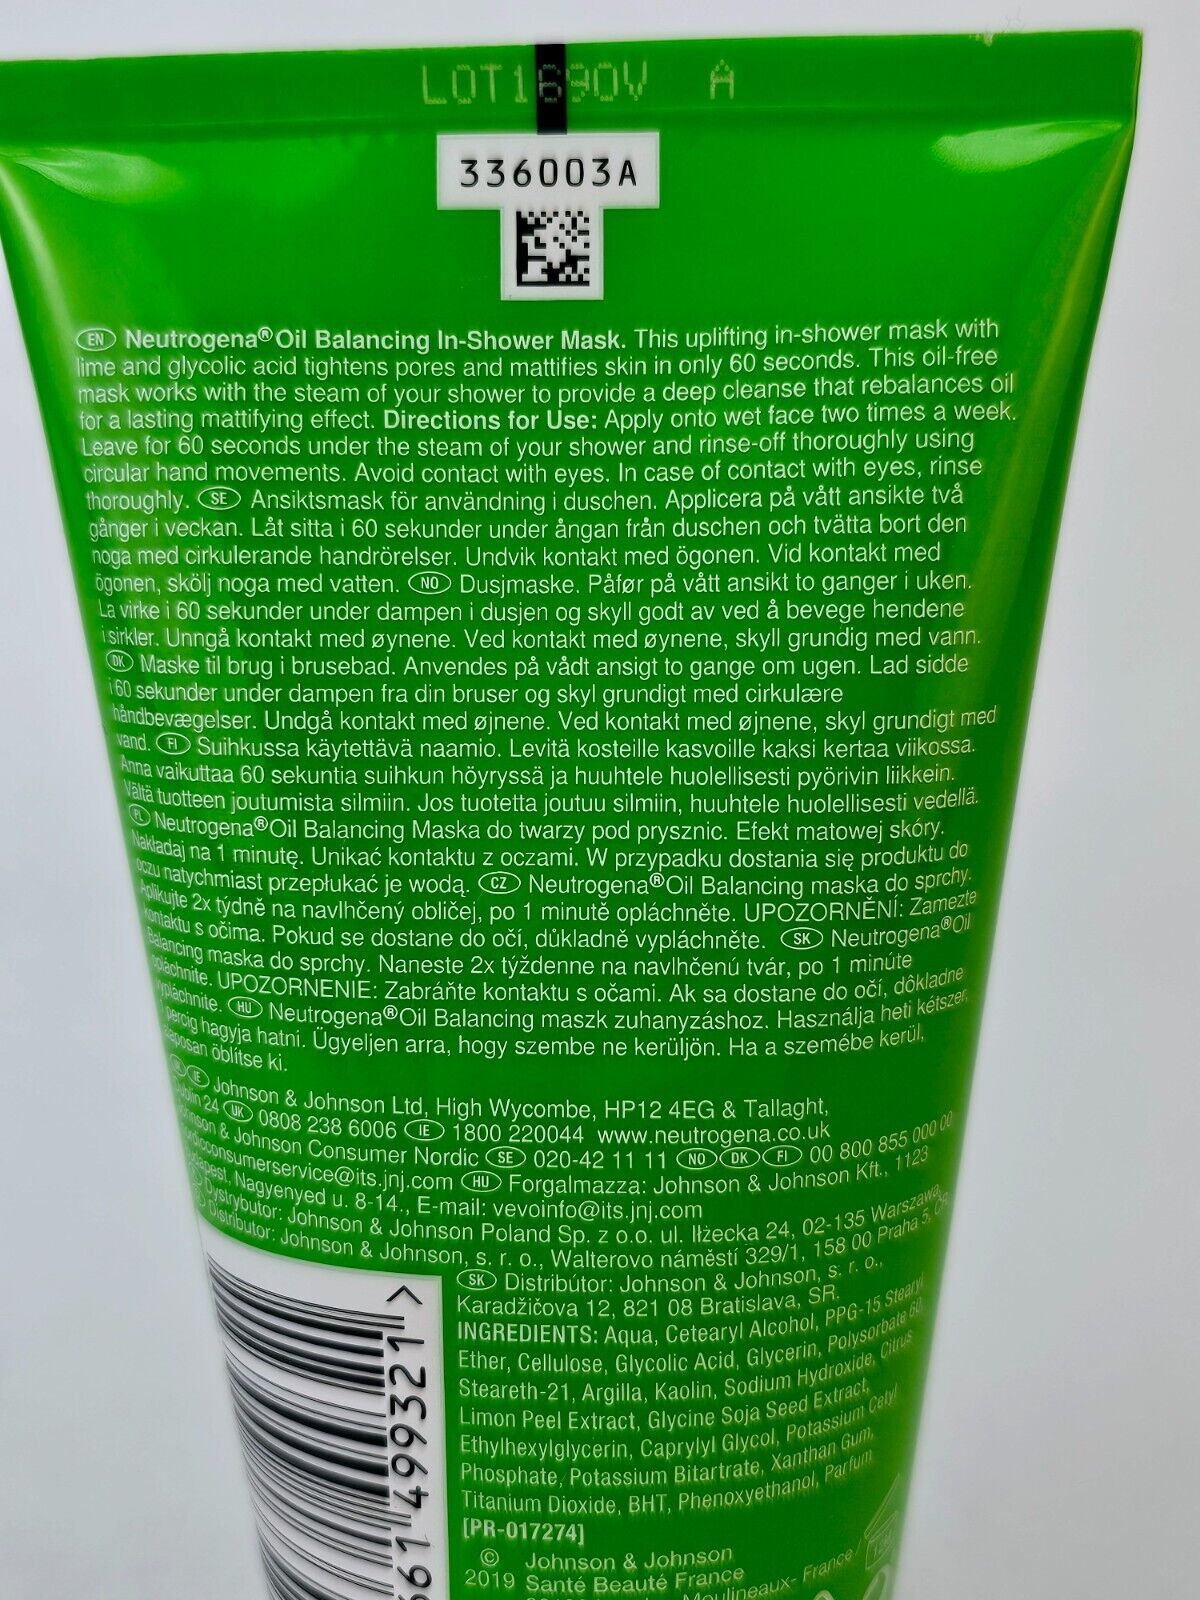 LOT1690V A
336003A
EN Neutrogena®Oil Balancing In-Shower Mask. This uplifting in-shower mask with
lime and glycolic acid tightens pores and mattifies skin in only 60 seconds. This oil-free
mask works with the steam of your shower to provide a deep cleanse that rebalances oil
for a lasting mattifying effect. Directions for Use: Apply onto wet face two times a week.
Leave for 60 seconds under the steam of your shower and rinse-off thoroughly using
circular hand movements. Avoid contact with eyes. In case of contact with eyes, rinse
thoroughly. SE Ansiktsmask för användning i duschen. Applicera på vått ansikte två
gånger i veckan. Låt sitta i 60 sekunder under ångan från duschen och tvätta bort den
noga med cirkulerande handrörelser. Undvik kontakt med ögonen. Vid kontakt med
ögonen, skölj noga med vatten. NO Dusjmaske. Påfør på vått ansikt to ganger i uken.
La virke i 60 sekunder under dampen i dusjen og skyll godt av ved å bevege hendene
i sirkler. Unngå kontakt med øynene. Ved kontakt med øynene, skyll grundig med vann.
DK Maske til brug i brusebad. Anvendes på vådt ansigt to gange om ugen. Lad sidde
i 60 sekunder under dampen fra din bruser og skyl grundigt med cirkulære
håndbevægelser. Undgå kontakt med øjnene. Ved kontakt med øjnene, skyl grundigt med
vand. FI Suihkussa käytettävä naamio. Levitä kosteille kasvoille kaksi kertaa viikossa.
Anna vaikuttaa 60 sekuntia suihkun höyryssä ja huuhtele huolellisesti pyörivin liikkein.
Vältä tuotteen joutumista silmiin. Jos tuotetta joutuu silmiin, huuhtele huolellisesti vedellä.
PL Neutrogena®Oil Balancing Maska do twarzy pod prysznic. Efekt matowej skóry.
Nakładaj na 1 minutę. Unikać kontaktu z oczami. W przypadku dostania się produktu do
oczu natychmiast przepłukać je wodą. CZ Neutrogena®Oil Balancing maska do sprchy.
Aplikujte 2x týdně na navlhčený obličej, po 1 minutě opláchněte. UPOZORNĚNÍ: Zamezte
kontaktu s očima. Pokud se dostane do očí, důkladně vypláchněte. SK Neutrogena®Oil
Balancing maska do sprchy. Naneste 2x týždenne na navlhčenú tvár, po 1 minúte
opláchnite. UPOZORNENIE: Zabráňte kontaktu s očami. Ak sa dostane do očí, dôkladne
vypláchnite. HU Neutrogena®Oil Balancing maszk zuhanyzáshoz. Használja heti kétszer,
percig hagyja hatni. Ügyeljen arra, hogy szembe ne kerüljön. Ha a szemébe kerül,
alaposan öblítse ki.
IE Johnson & Johnson Ltd, High Wycombe, HP12 4EG & Tallaght,
Dublin 24 UK 0808 238 6006 IE 1800 220044 www.neutrogena.co.uk
Johnson & Johnson Consumer Nordic SE 020-42 11 11 NO DK FI 00 800 855 000 00
nordicconsumerservice@its.jnj.com HU Forgalmazza: Johnson & Johnson Kft., 1123
Budapest, Nagyenyed u. 8-14., E-mail: vevoinfo@its.jnj.com
Dystrybutor: Johnson & Johnson Poland Sp. z o.o. ul. Iłżecka 24, 02-135 Warszawa,
Distributor: Johnson & Johnson, s. r. o., Walterovo náměstí 329/1, 158 00 Praha 5, ČR.
SK Distribútor: Johnson & Johnson, s. r. o.,
Karadžičova 12, 821 08 Bratislava, SR.
INGREDIENTS: Aqua, Cetearyl Alcohol, PPG-15 Stearyl
Ether, Cellulose, Glycolic Acid, Glycerin, Polysorbate 60,
Steareth-21, Argilla, Kaolin, Sodium Hydroxide, Citrus
Limon Peel Extract, Glycine Soja Seed Extract,
Ethylhexylglycerin, Caprylyl Glycol, Potassium Cetyl
Phosphate, Potassium Bitartrate, Xanthan Gum,
Titanium Dioxide, BHT, Phenoxyethanol, Parfum
[PR-017274]
© Johnson & Johnson
2019 Santé Beauté France
Moulineaux- France /
661499321 >